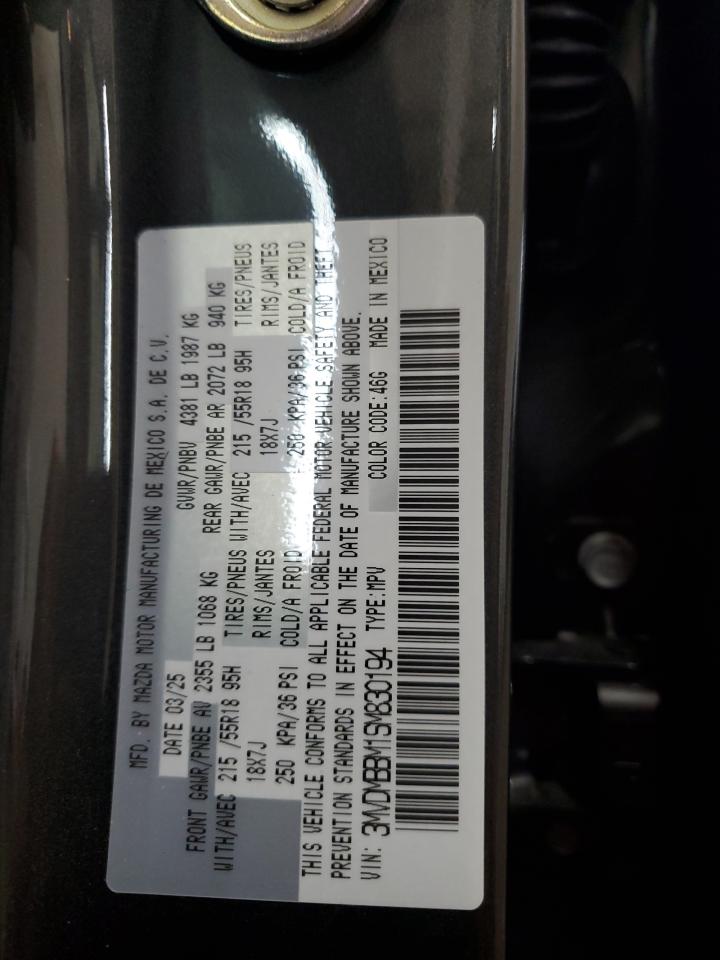 MFD. BY MAZDA MOTOR MANUFACTURING DE MEXICO S.A. DE C.V.
DATE 03/25 GVWR/PNBV 4381 LB 1987 KG
FRONT GAWR/PNBE AV 2355 LB 1068 KG REAR GAWR/PNBE AR 2072 LB 940 KG
WITH/AVEC 215 /55R18 95H TIRES/PNEUS WITH/AVEC 215 /55R18 95H TIRES/PNEUS
18X7J RIMS/JANTES 18X7J RIMS/JANTES
250 KPA/36 PSI COLD/A FROID 250 KPA/36 PSI COLD/A FROID
THIS VEHICLE CONFORMS TO ALL APPLICABLE FEDERAL MOTOR VEHICLE SAFETY AND THEFT
PREVENTION STANDARDS IN EFFECT ON THE DATE OF MANUFACTURE SHOWN ABOVE.
VIN: 3MVDMBBM1SM830194 TYPE:MPV COLOR CODE:46G MADE IN MEXICO